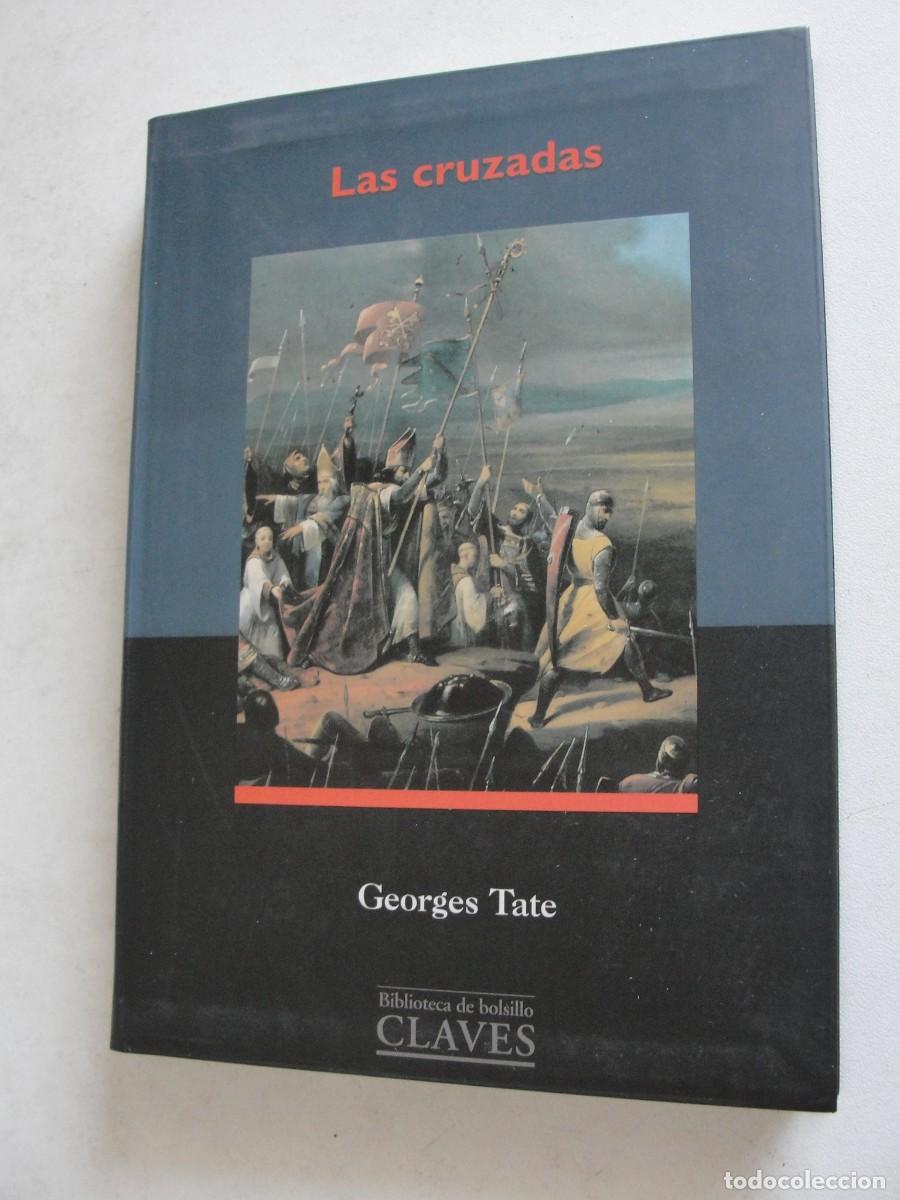 Las cruzadas
Georges Tate
Biblioteca de bolsillo
CLAVES
todocoleccion